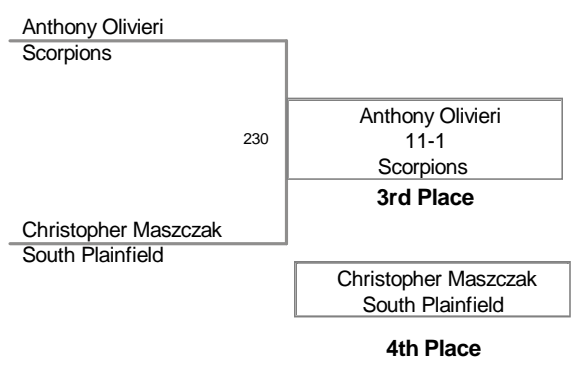 Anthony Olivieri
Scorpions
230
Anthony Olivieri
11-1
Scorpions
3rd Place
Christopher Maszczak
South Plainfield
Christopher Maszczak
South Plainfield
4th Place